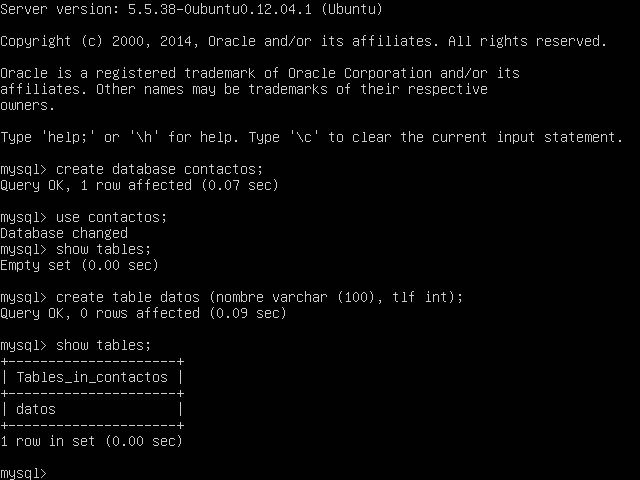 Server version: 5.5.38-0ubuntu0.12.04.1 (Ubuntu)
Copyright (c) 2000, 2014, Oracle and/or its affiliates. All rights reserved.
Oracle is a registered trademark of Oracle Corporation and/or its
affiliates. Other names may be trademarks of their respective
owners.
Type 'help;' or '\h' for help. Type '\c' to clear the current input statement.
mysql> create database contactos;
Query OK, 1 row affected (0.07 sec)
mysql> use contactos;
Database changed
mysql> show tables;
Empty set (0.00 sec)
mysql> create table datos (nombre varchar (100), tlf int);
Query OK, 0 rows affected (0.09 sec)
mysql> show tables;
+---------------------+
| Tables_in_contactos |
+---------------------+
| datos               |
+---------------------+
1 row in set (0.00 sec)
mysql>